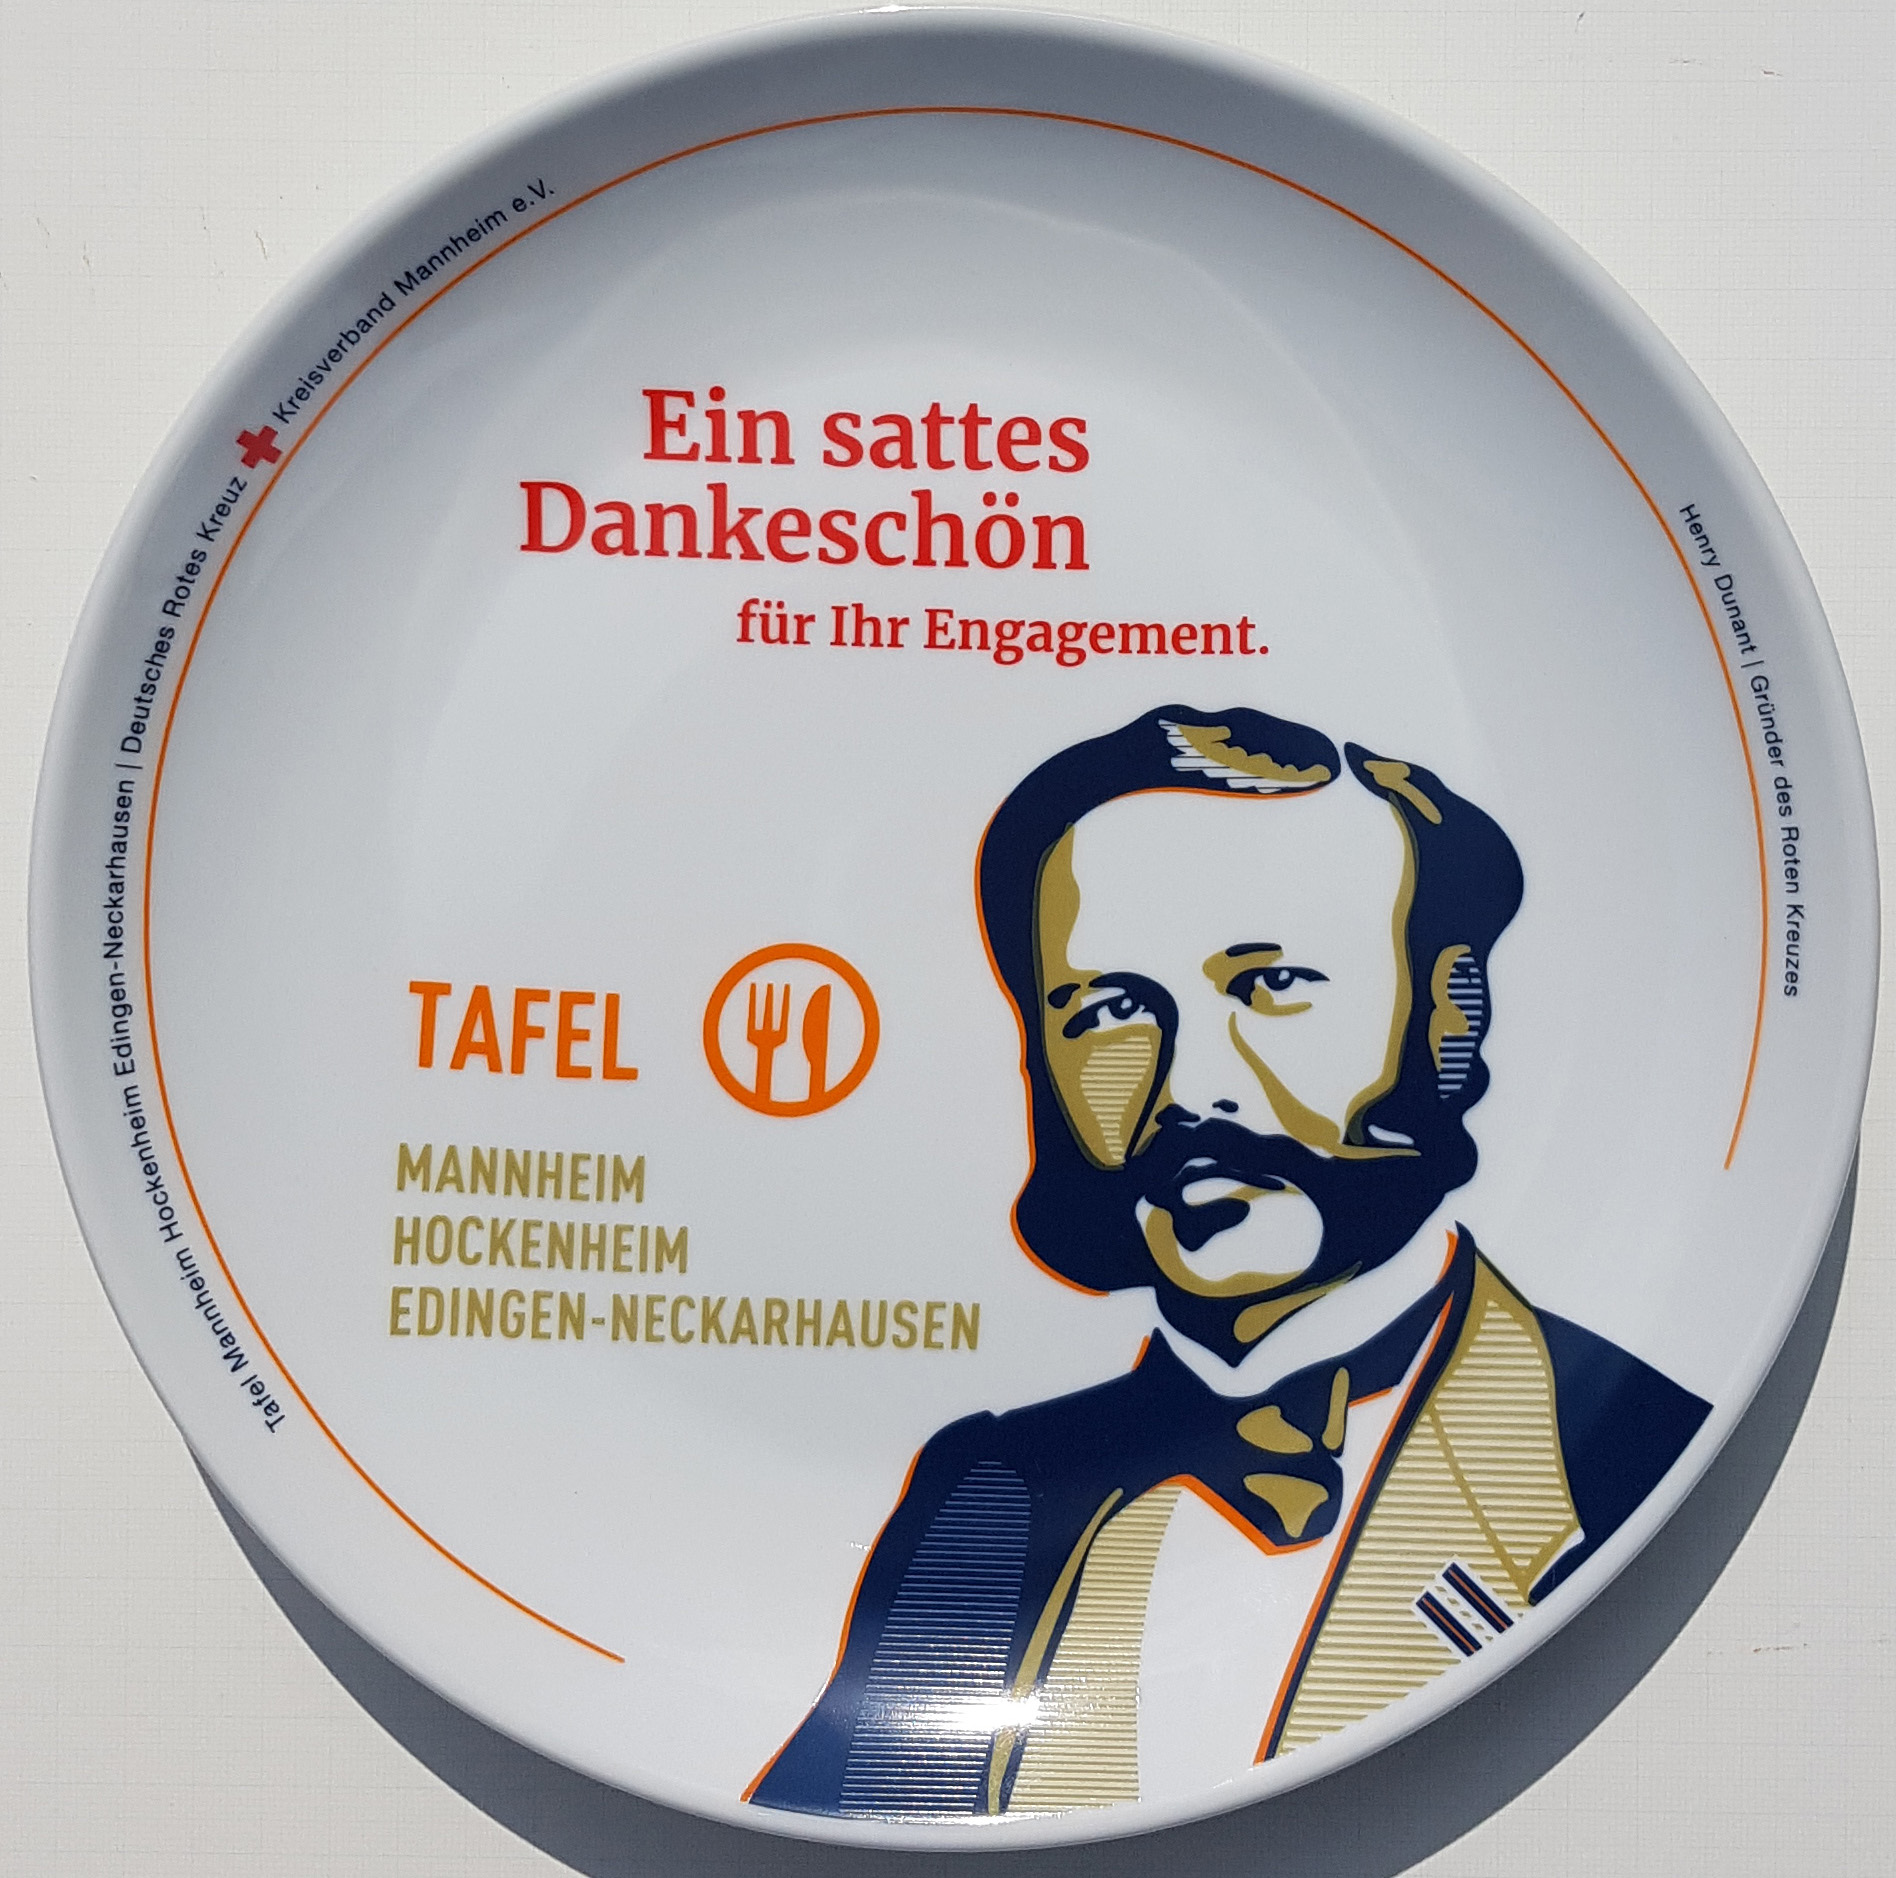 Ein sattes
Dankeschön
für Ihr Engagement.
TAFEL
MANNHEIM
HOCKENHEIM
EDINGEN-NECKARHAUSEN
Tafel Mannheim Hockenheim Edingen-Neckarhausen | Deutsches Rotes Kreuz Kreisverband Mannheim e.V.
Henry Dunant | Gründer des Roten Kreuzes